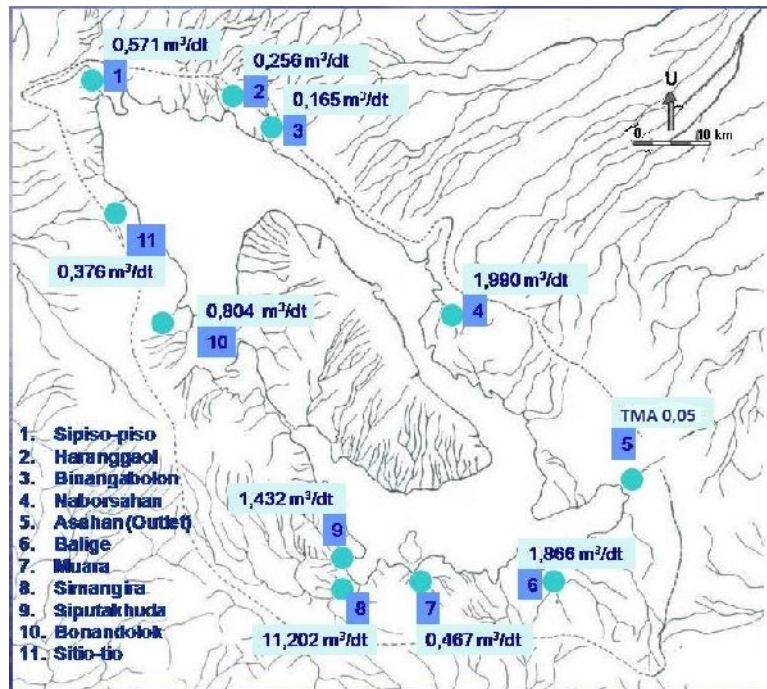 0,571 m³/dt
1
0,256 m³/dt
2
0,165 m³/dt
3
U
0 10 km
11
0,376 m³/dt
1,990 m³/dt
4
0,804 m³/dt
10
TMA 0,05
5
1. Sipiso-piso
2. Haranggaol
3. Binangabolon
4. Naborsahan
5. Asahan (Outlet)
6. Balige
7. Muara
8. Simangira
9. Siputakhuda
10. Bonandolok
11. Sitio-tio
1,432 m³/dt
9
1,866 m³/dt
6
8
7
11,202 m³/dt
0,467 m³/dt